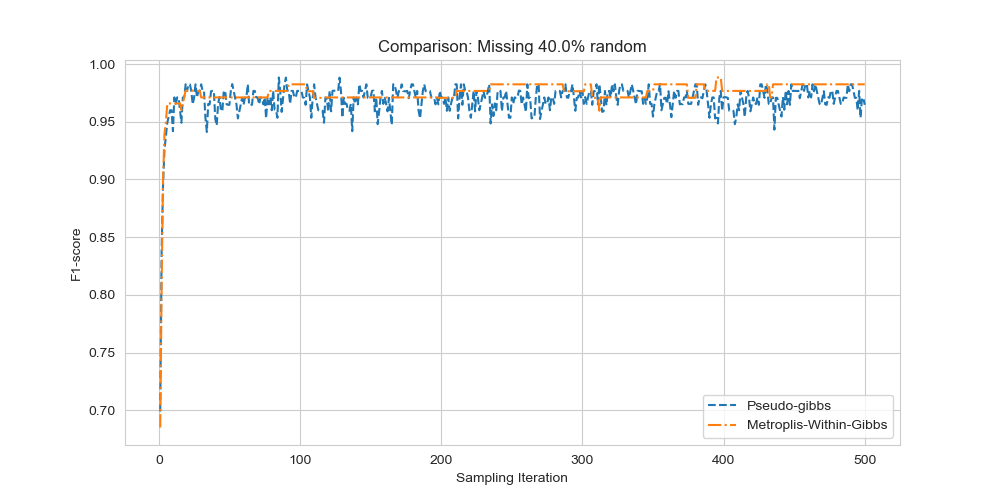 Comparison: Missing 40.0% random
1.00
0.95
0.90
0.85
0.80
0.75
0.70
F1-score
0
100
200
300
400
500
Sampling Iteration
Pseudo-gibbs
Metroplis-Within-Gibbs